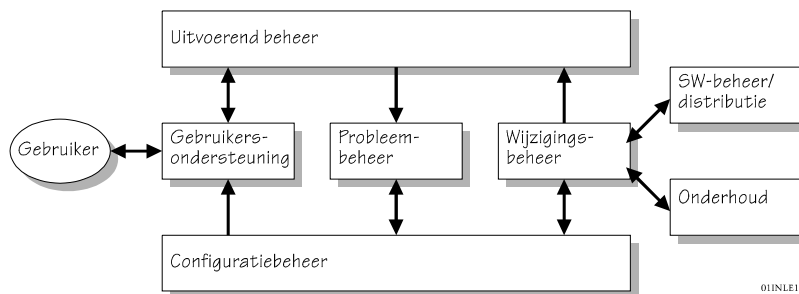 Uitvoerend beheer
SW-beheer/
distributie
Gebruiker
Gebruikers-
ondersteuning
Probleem-
beheer
Wijzigings-
beheer
Onderhoud
Configuratiebeheer
01INLE1